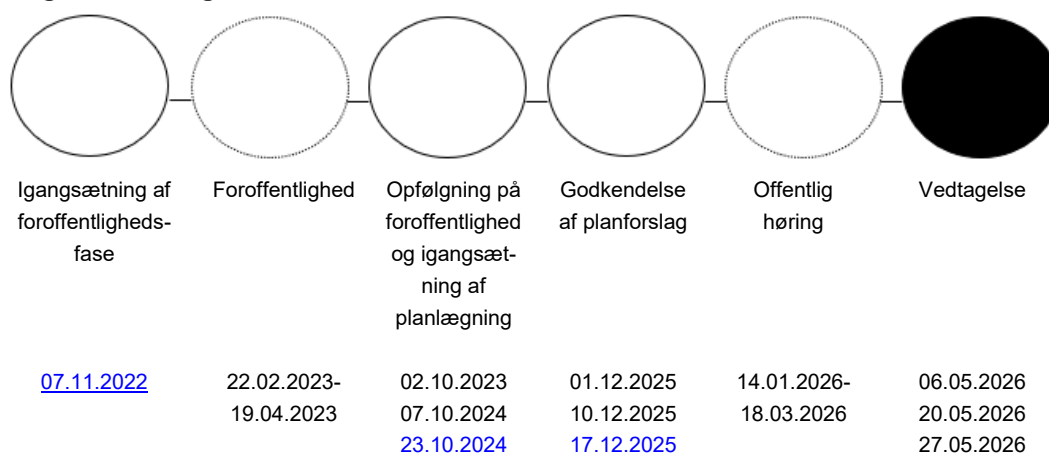 Igangsætning af
foroffentligheds-
fase
Foroffentlighed
Opfølgning på
foroffentlighed
og igangsæt-
ning af
planlægning
Godkendelse
af planforslag
Offentlig
høring
Vedtagelse
07.11.2022
22.02.2023-
19.04.2023
02.10.2023
07.10.2024
23.10.2024
01.12.2025
10.12.2025
17.12.2025
14.01.2026-
18.03.2026
06.05.2026
20.05.2026
27.05.2026